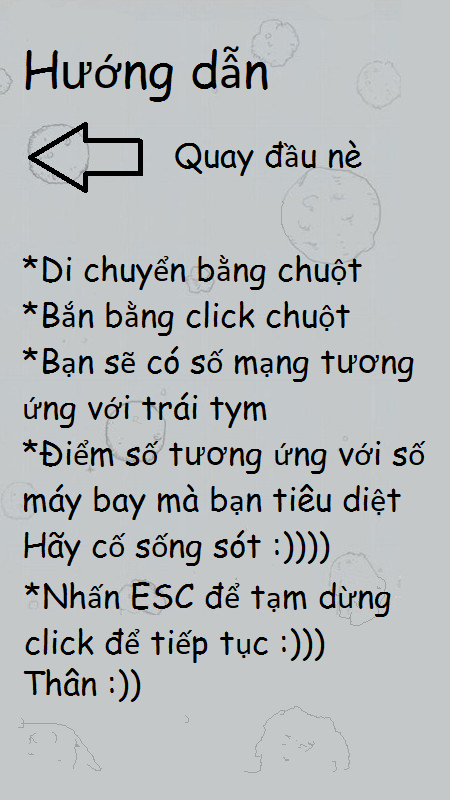 Hướng dẫn
Quay đầu nè
*Di chuyển bằng chuột
*Bắn bằng click chuột
*Bạn sẽ có số mạng tương
ứng với trái tym
*Điểm số tương ứng với số
máy bay mà bạn tiêu diệt
Hãy cố sống sót :))))
*Nhấn ESC để tạm dừng
click để tiếp tục :)))
Thân :))